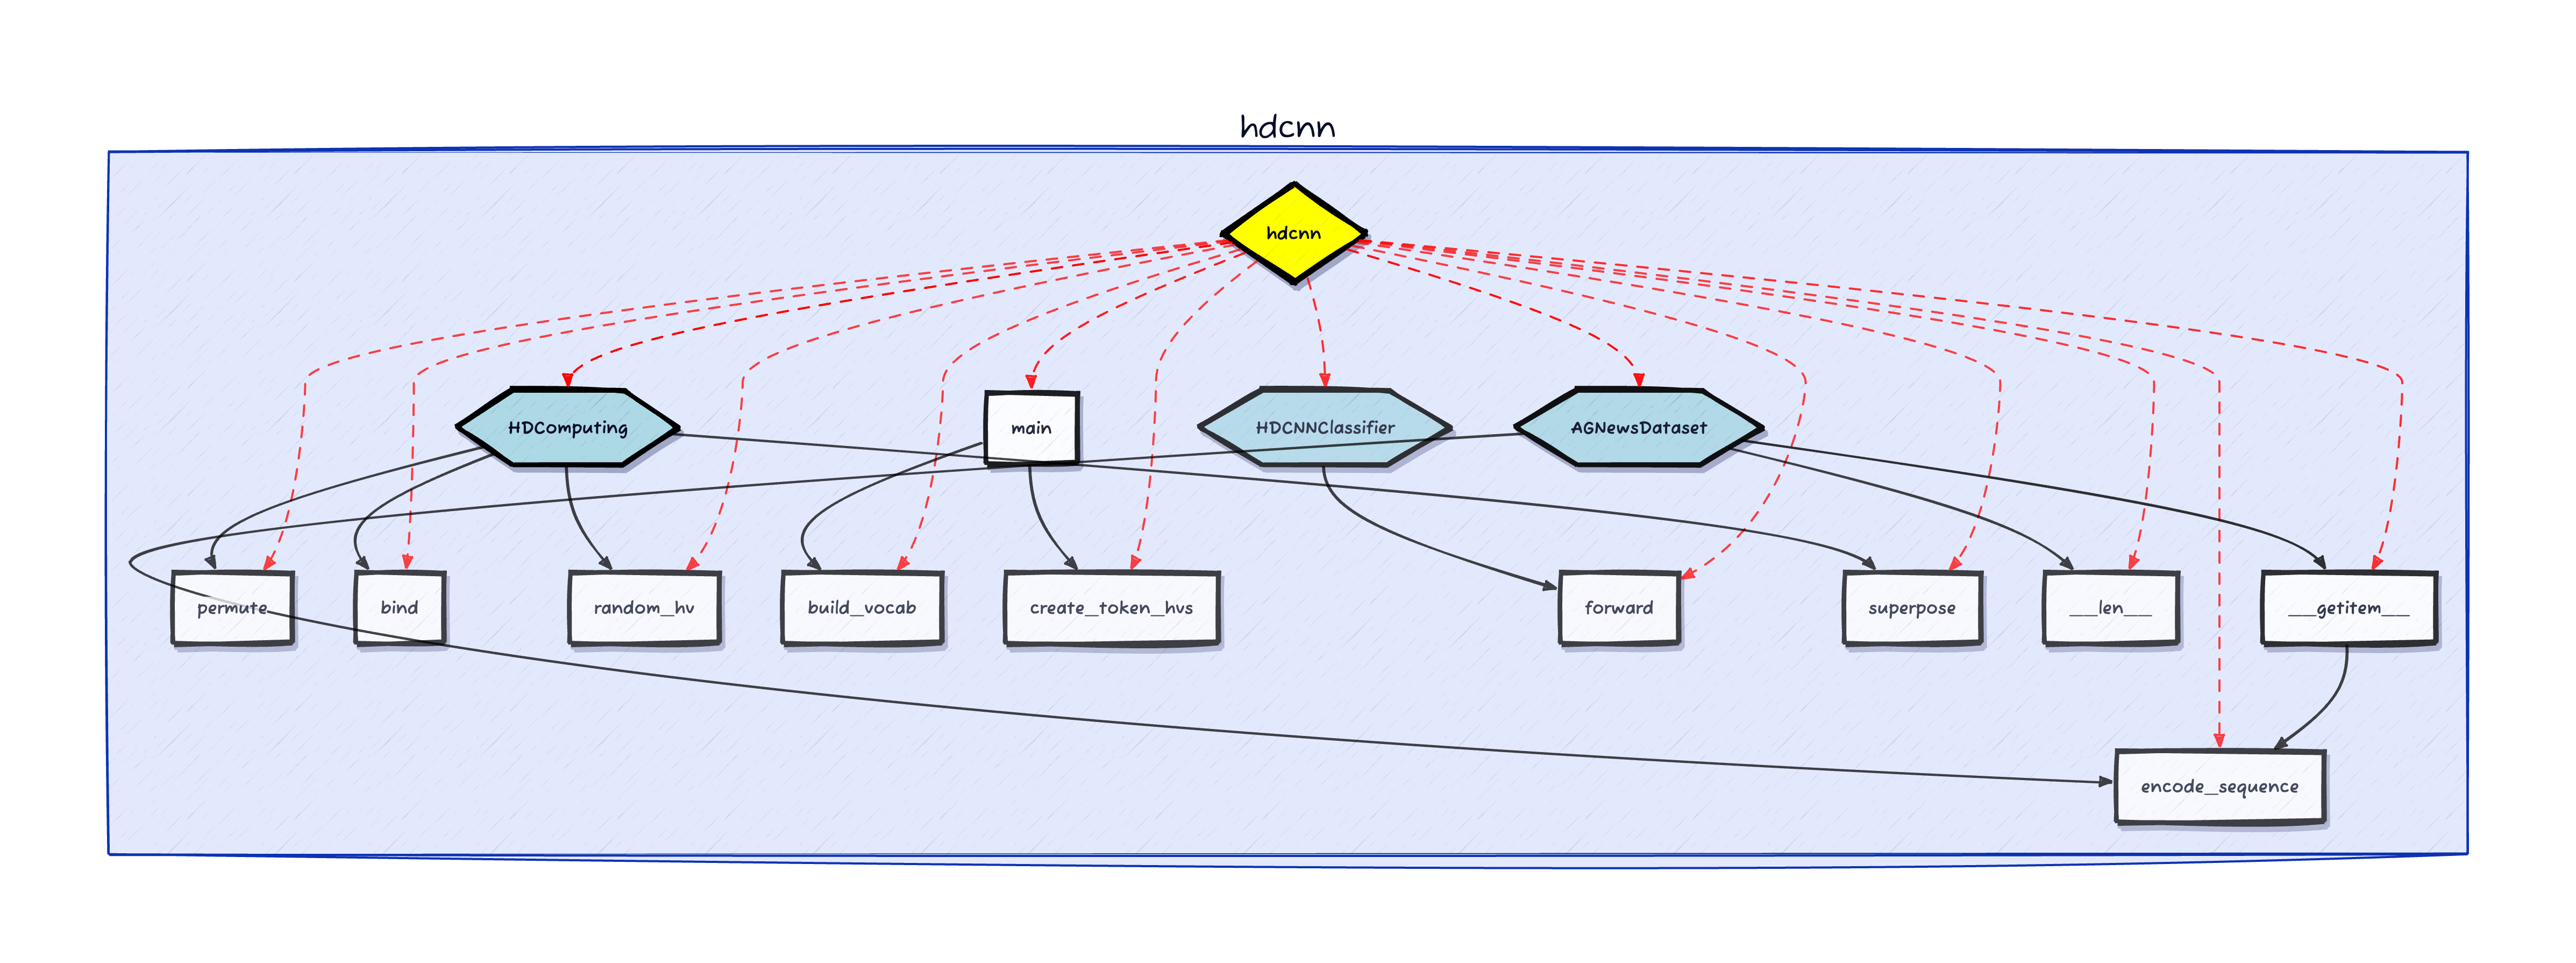 hdcnn
hdcnn
HDComputing
main
HDCNNClassifier
AGNewsDataset
permute
bind
random_hv
build_vocab
create_token_hvs
forward
superpose
__len__
__getitem__
encode_sequence